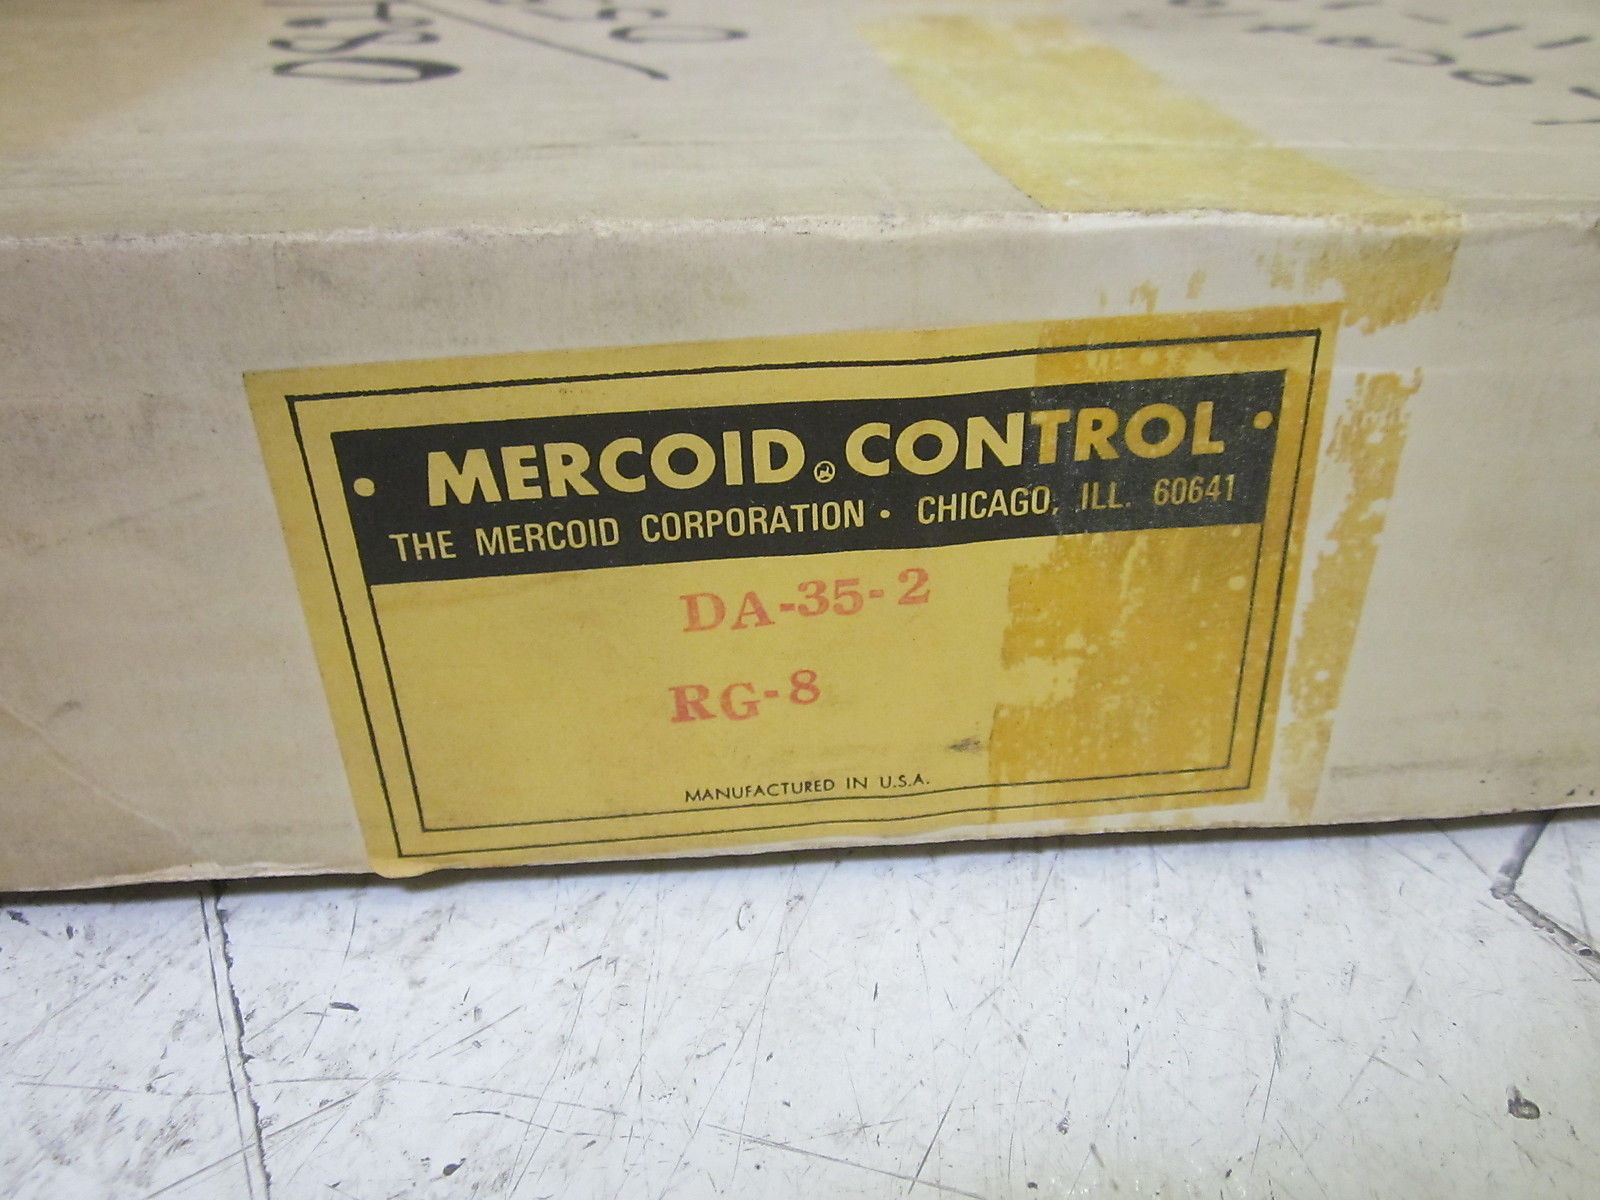 MERCOID® CONTROL
THE MERCOID CORPORATION • CHICAGO, ILL. 60641
DA-35-2
RG-8
MANUFACTURED IN U.S.A.